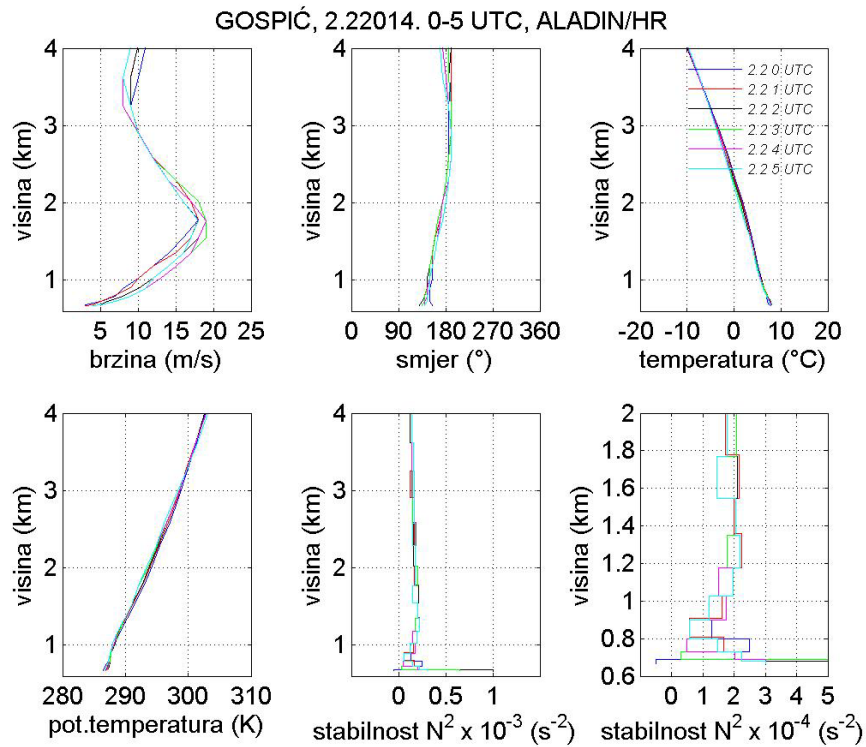 GOSPIĆ, 2.22014. 0-5 UTC, ALADIN/HR
4
3
2
1
visina (km)
5 10 15 20 25
brzina (m/s)
4
3
2
1
visina (km)
0 90 180 270 360
smjer (°)
4
3
2
1
visina (km)
2.2 0 UTC
2.2 1 UTC
2.2 2 UTC
2.2 3 UTC
2.2 4 UTC
2.2 5 UTC
-20 -10 0 10 20
temperatura (°C)
4
3
2
1
visina (km)
280 290 300 310
pot.temperatura (K)
4
3
2
1
visina (km)
0 0.5 1
stabilnost N² x 10⁻³ (s⁻²)
2
1.8
1.6
1.4
1.2
1
0.8
0.6
visina (km)
0 1 2 3 4 5
stabilnost N² x 10⁻⁴ (s⁻²)